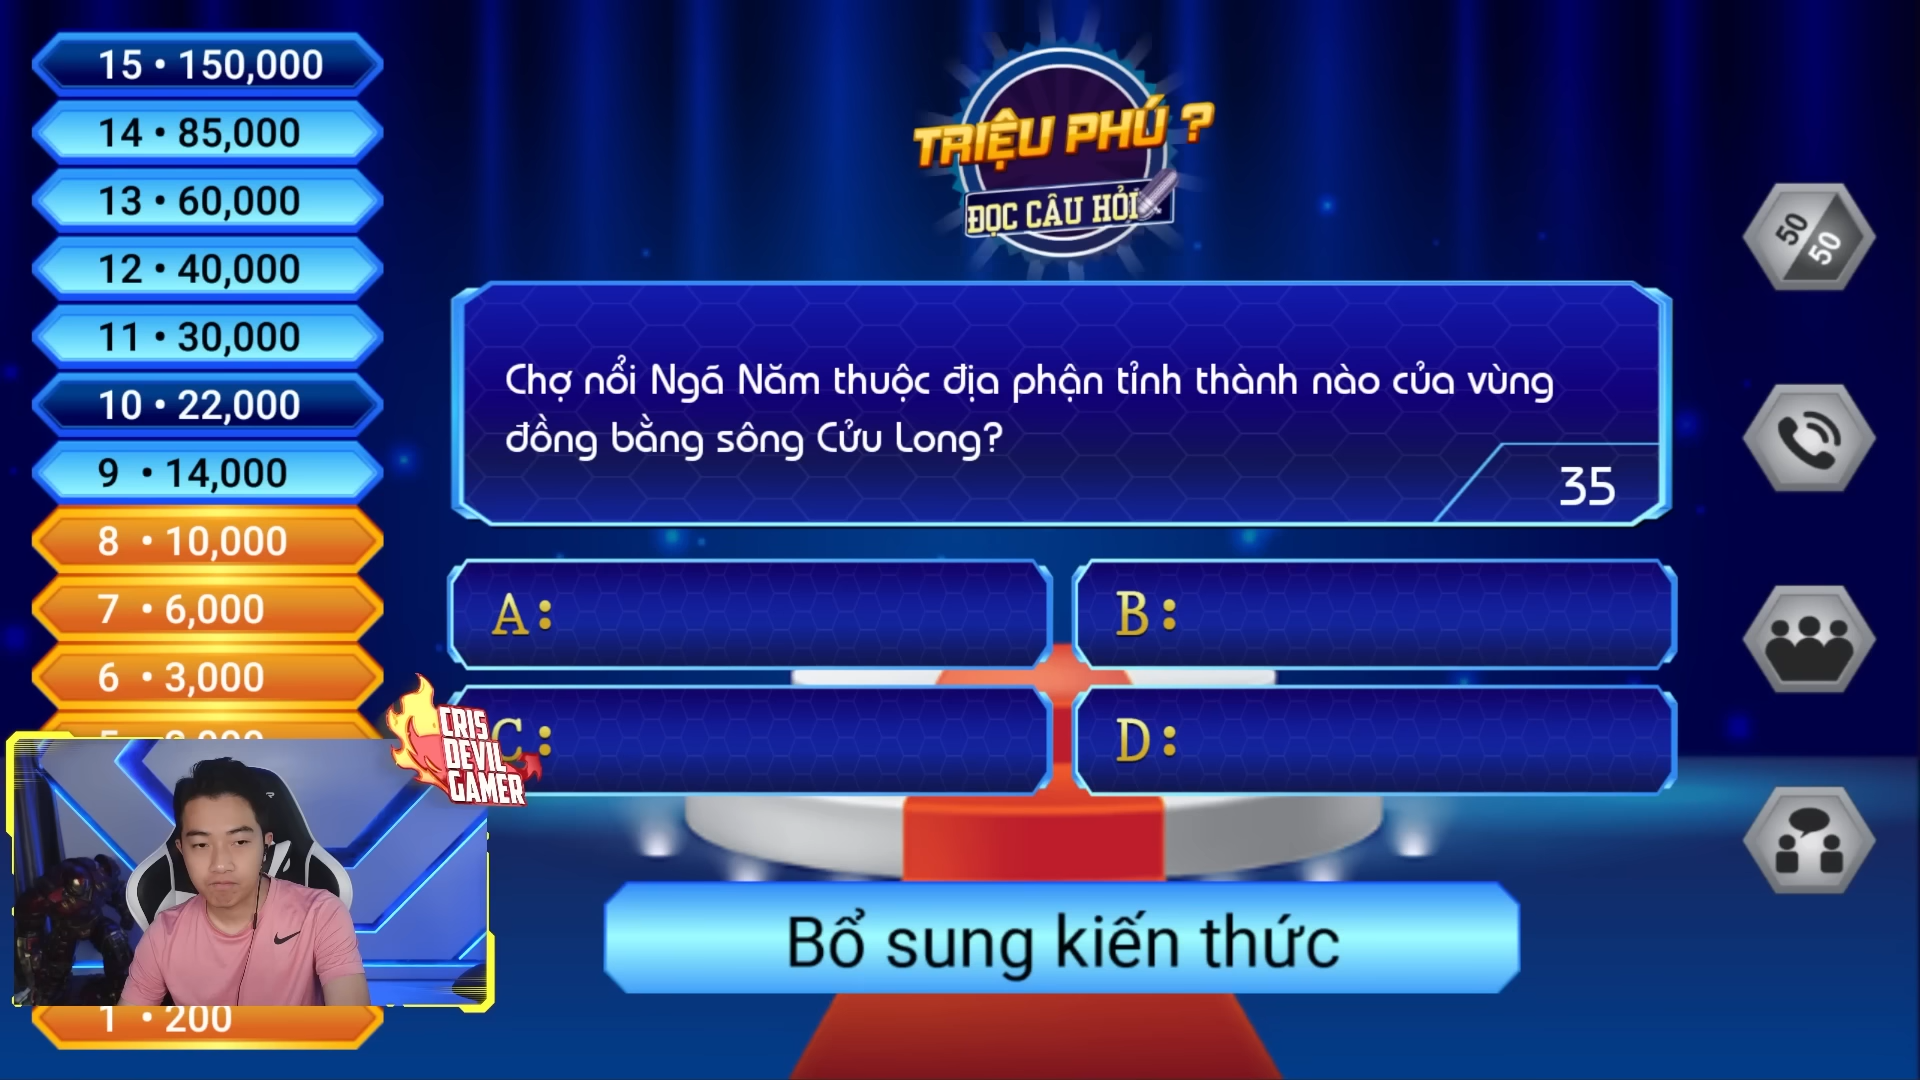 15 • 150,000
14 • 85,000
13 • 60,000
12 • 40,000
11 • 30,000
10 • 22,000
9 • 14,000
8 • 10,000
7 • 6,000
6 • 3,000
1 • 200
TRIỆU PHÚ ?
ĐỌC CÂU HỎI
Chợ nổi Ngã Năm thuộc địa phận tỉnh thành nào của vùng
đồng bằng sông Cửu Long?
35
A:
B:
C:
D:
CRIS
DEVIL
GAMER
Bổ sung kiến thức
50
50